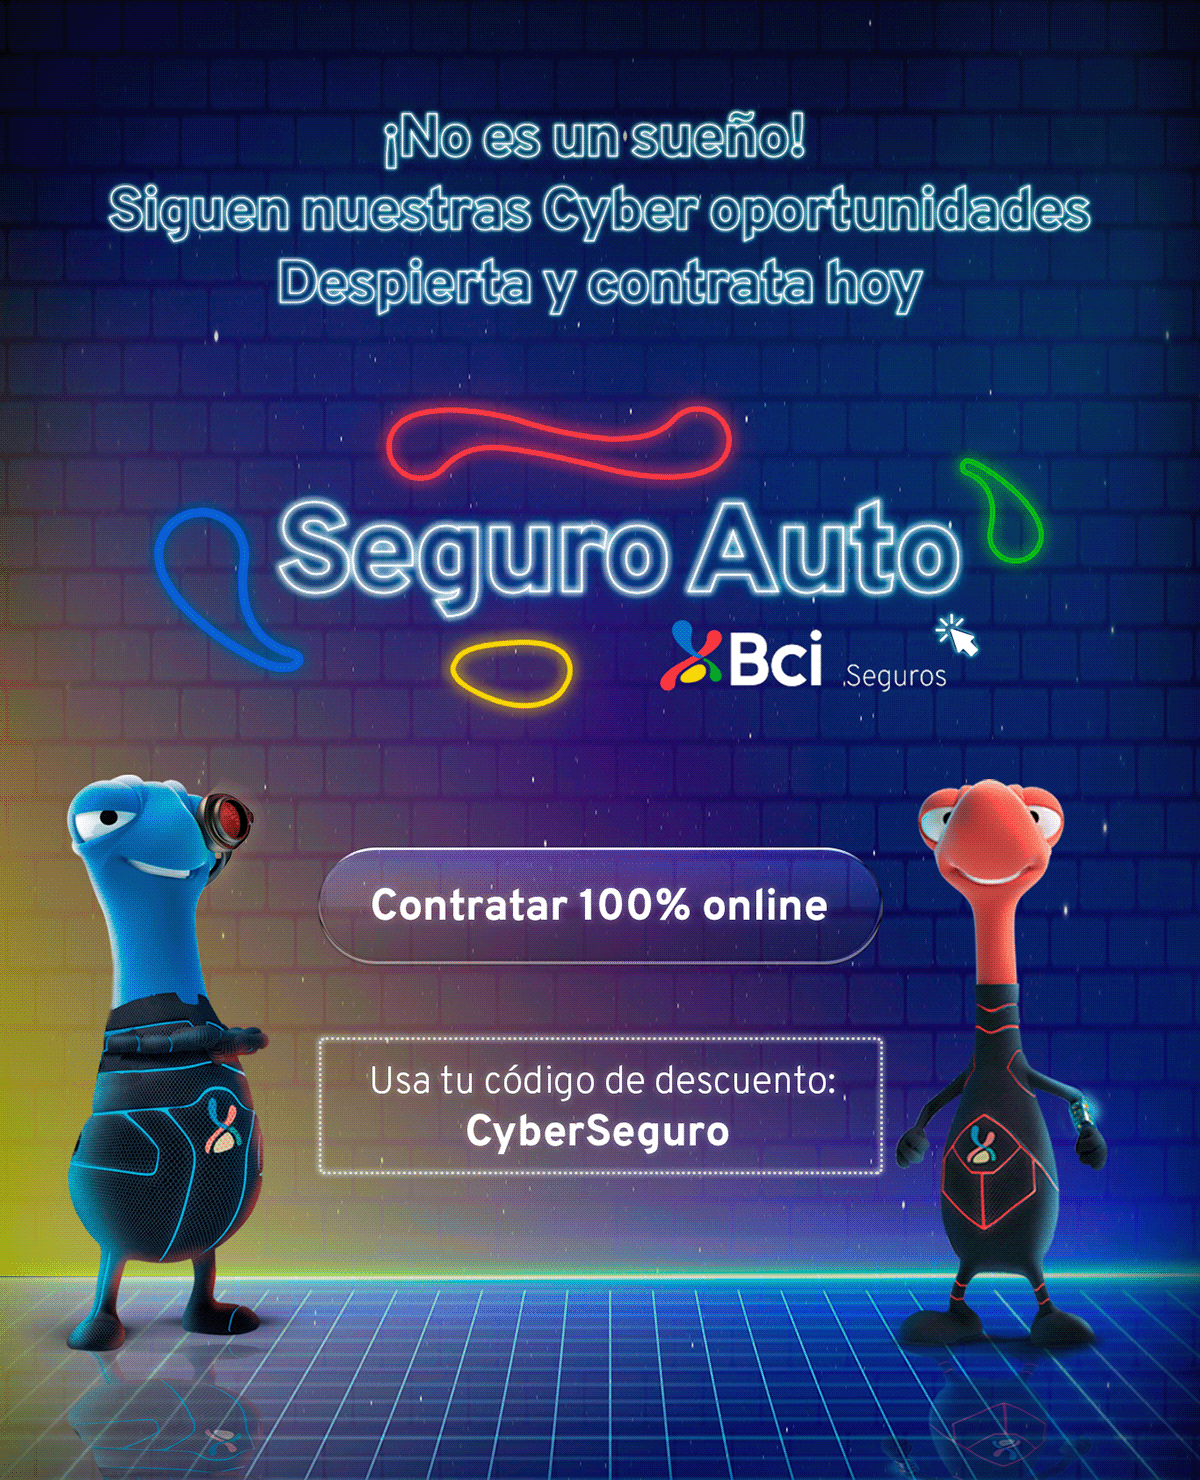 ¡No es un sueño!
Siguen nuestras Cyber oportunidades
Despierta y contrata hoy
Seguro Auto
Bci .Seguros
Contratar 100% online
Usa tu código de descuento:
CyberSeguro